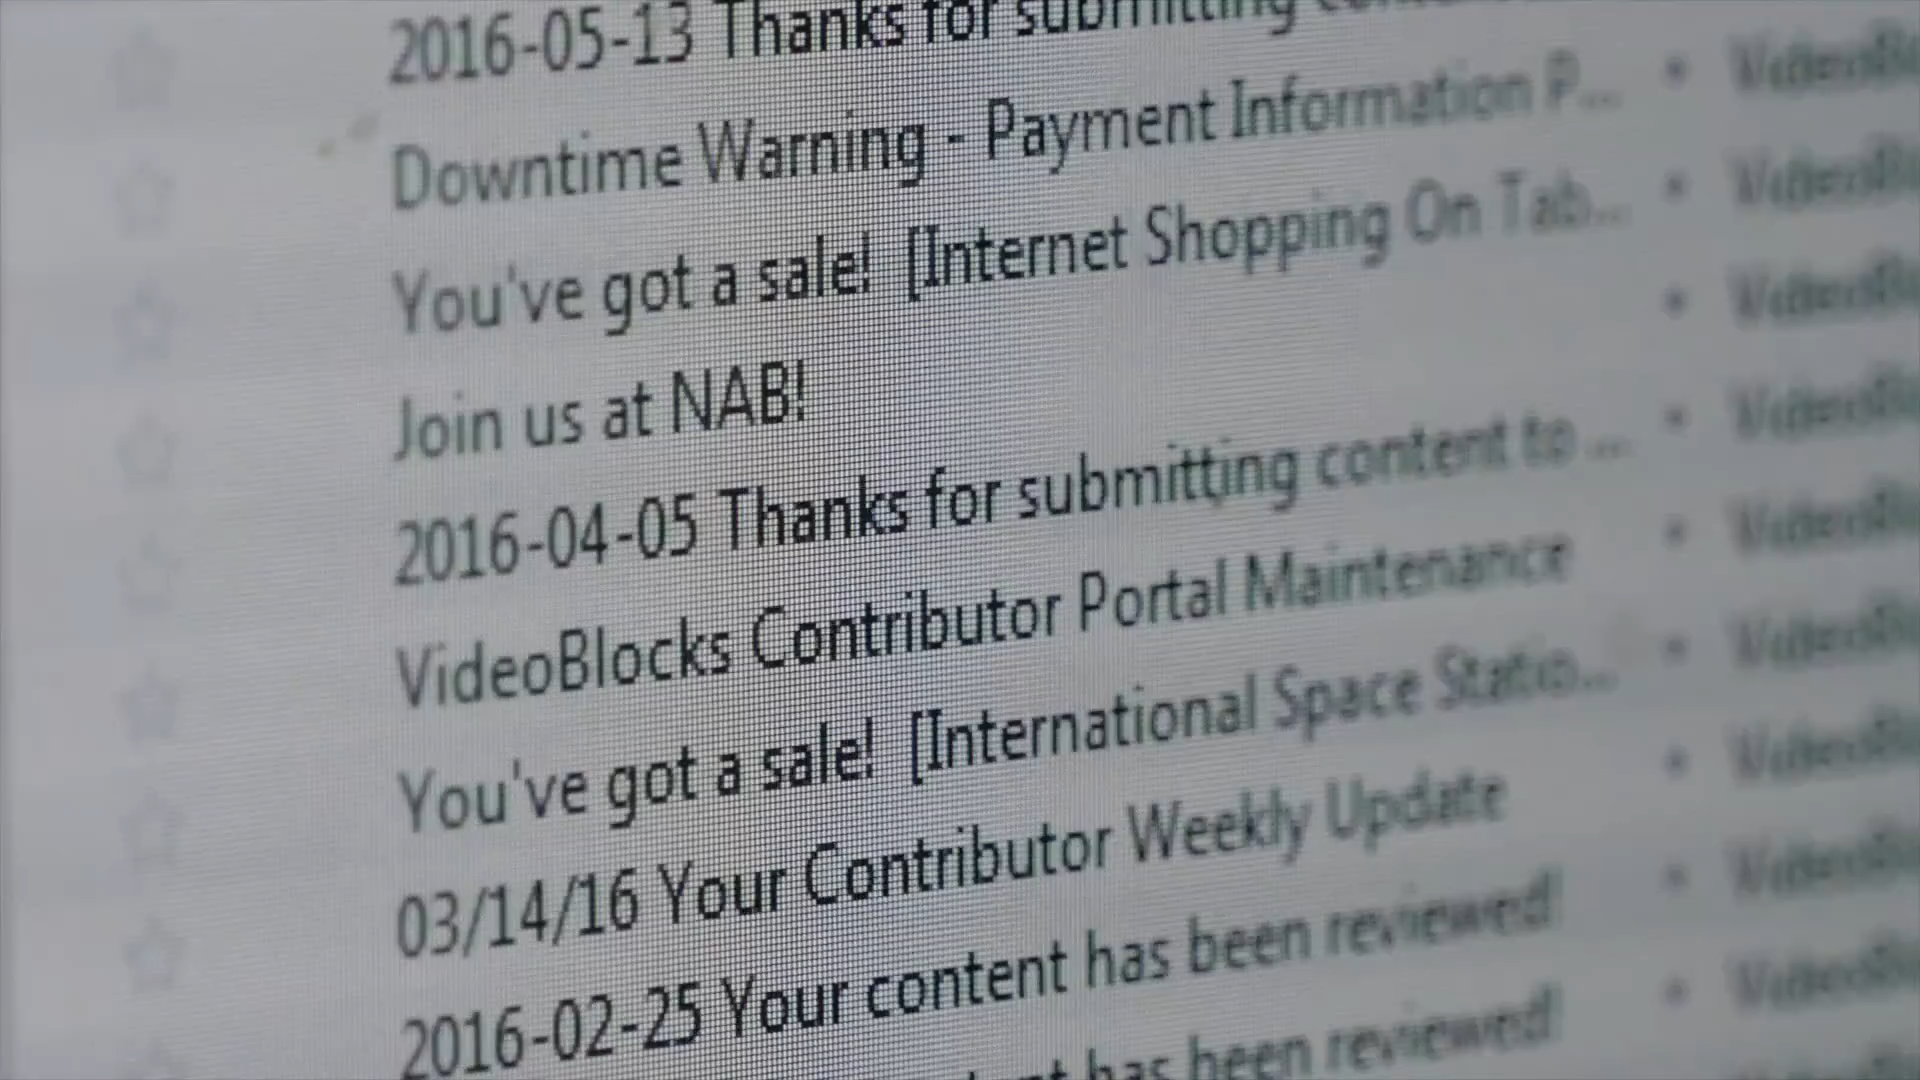 2016-05-13 Thanks for submitting
Downtime Warning - Payment Information P...
You've got a sale! [Internet Shopping On Tab...
Join us at NAB!
2016-04-05 Thanks for submitting content to ...
VideoBlocks Contributor Portal Maintenance
You've got a sale! [International Space Statio...
03/14/16 Your Contributor Weekly Update
2016-02-25 Your content has been reviewed!
has been reviewed!